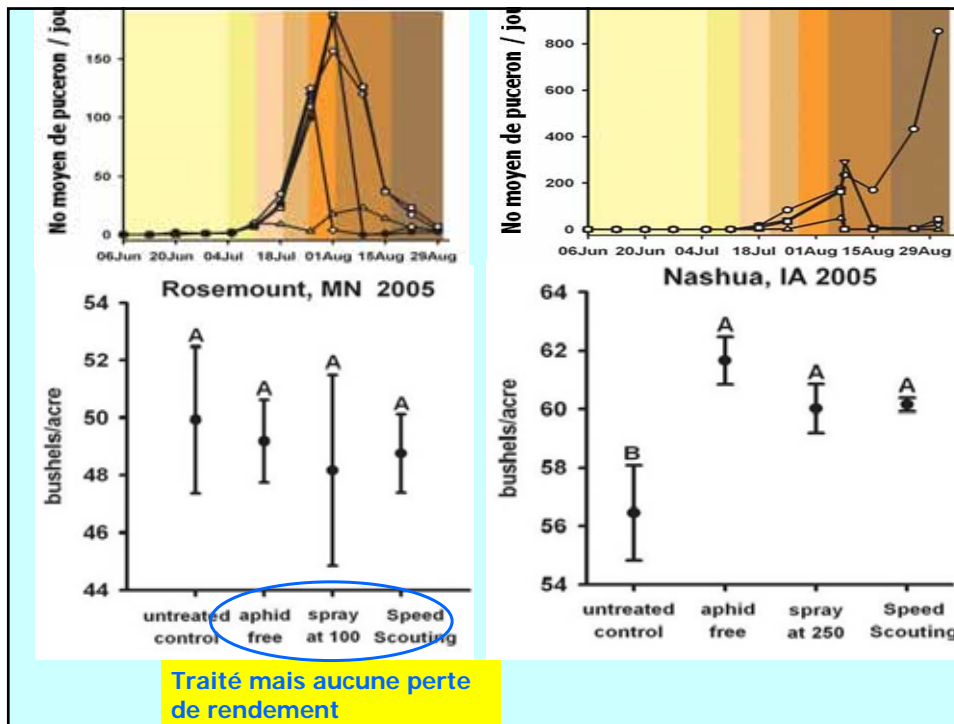 No moyen de puceron / jou
150
100
50
0
06Jun 20Jun 04Jul 18Jul 01Aug 15Aug 29Aug
No moyen de puceron / jou
800
600
400
200
0
06Jun 20Jun 04Jul 18Jul 01Aug 15Aug 29Aug
Rosemount, MN 2005
bushels/acre
54
52
50
48
46
44
A
A
A
A
untreated control
aphid free
spray at 100
Speed Scouting
Nashua, IA 2005
bushels/acre
64
62
60
58
56
54
B
A
A
A
untreated control
aphid free
spray at 250
Speed Scouting
Traité mais aucune perte
de rendement